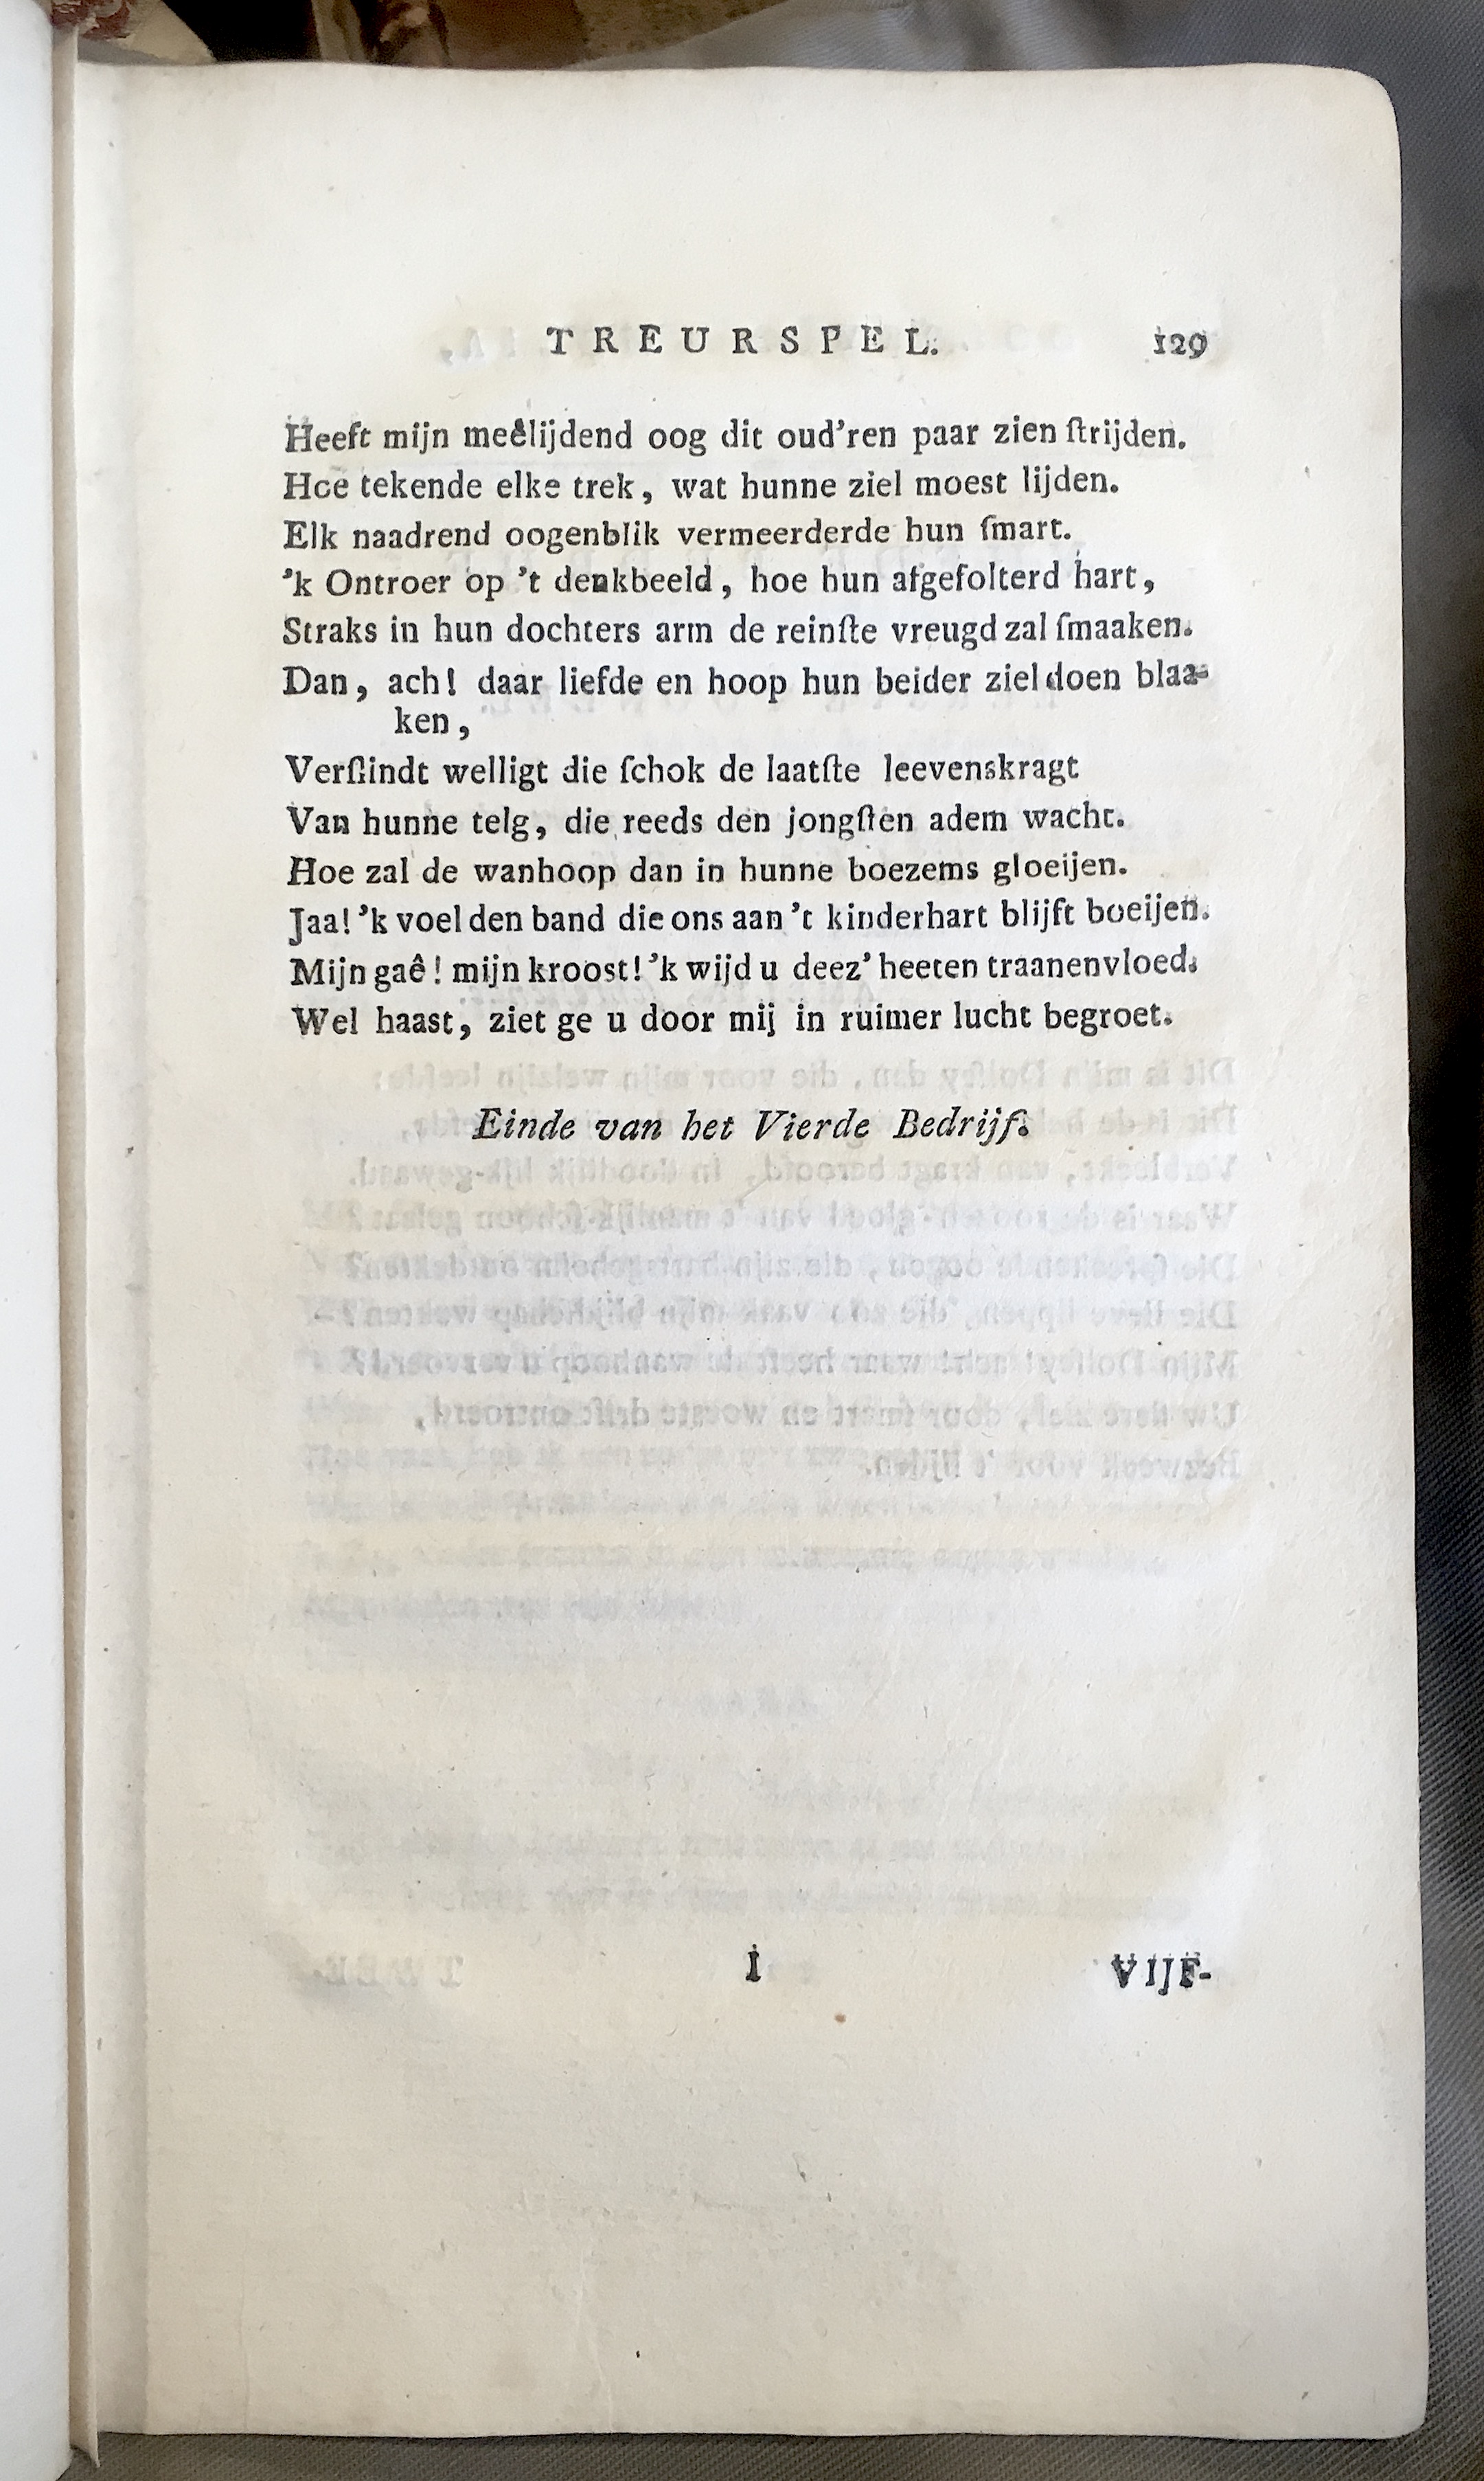 TREURSPEL. 129
Heeft mijn meêlijdend oog dit oud'ren paar zien ſtrijden.
Hoe tekende elke trek, wat hunne ziel moest lijden.
Elk naadrend oogenblik vermeerderde hun ſmart.
'k Ontroer op 't denkbeeld, hoe hun afgefolterd hart,
Straks in hun dochters arm de reinſte vreugd zal ſmaaken.
Dan, ach! daar liefde en hoop hun beider ziel doen blaa-
ken,
Verſlindt welligt die ſchok de laatſte leevenskragt
Van hunne telg, die reeds den jongſten adem wacht.
Hoe zal de wanhoop dan in hunne boezems gloeijen.
Jaa! 'k voel den band die ons aan 't kinderhart blijft boeijen.
Mijn gaê! mijn kroost! 'k wijd u deez' heeten traanenvloed.
Wel haast, ziet ge u door mij in ruimer lucht begroet.
Einde van het Vierde Bedrijf.
I VIJF-